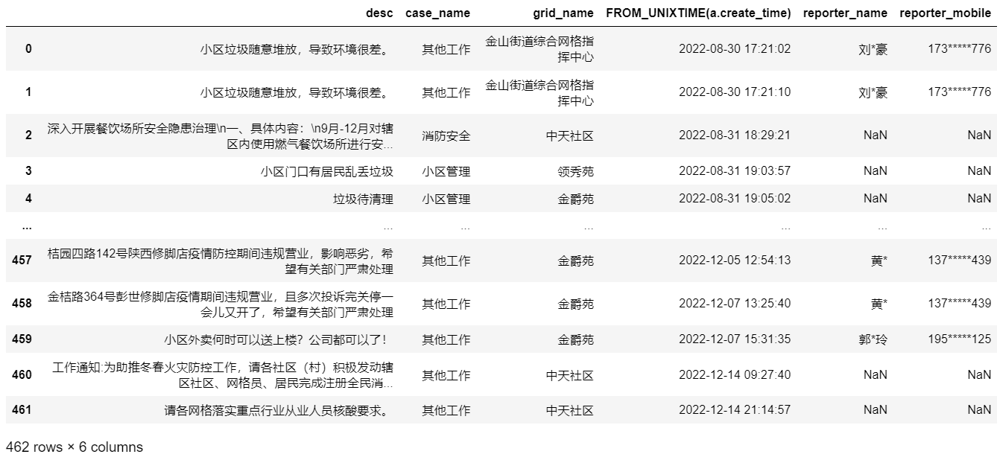 desc case_name grid_name FROM_UNIXTIME(a.create_time) reporter_name reporter_mobile
0 小区垃圾随意堆放，导致环境很差。 其他工作 金山街道综合网格指挥中心 2022-08-30 17:21:02 刘*豪 173*****776
1 小区垃圾随意堆放，导致环境很差。 其他工作 金山街道综合网格指挥中心 2022-08-30 17:21:10 刘*豪 173*****776
2 深入开展餐饮场所安全隐患治理\n一、具体内容：\n9月-12月对辖
区内使用燃气餐饮场所进行安... 消防安全 中天社区 2022-08-31 18:29:21 NaN NaN
3 小区门口有居民乱丢垃圾 小区管理 领秀苑 2022-08-31 19:03:57 NaN NaN
4 垃圾待清理 小区管理 金爵苑 2022-08-31 19:05:02 NaN NaN
... ... ... ... ... ... ...
457 桔园四路142号陕西修脚店疫情防控期间违规营业，影响恶劣，希
望有关部门严肃处理 其他工作 金爵苑 2022-12-05 12:54:13 黄* 137*****439
458 金桔路364号彭世修脚店疫情期间违规营业，且多次投诉完关停一
会儿又开了，希望有关部门严肃处理 其他工作 金爵苑 2022-12-07 13:25:40 黄* 137*****439
459 小区外卖何时可以送上楼？公司都可以了！ 其他工作 金爵苑 2022-12-07 15:31:35 郭*玲 195*****125
460 工作通知:为助推冬春火灾防控工作，请各社区（村）积极发动辖
区社区、网格员、居民完成注册全民消... 其他工作 中天社区 2022-12-14 09:27:40 NaN NaN
461 请各网格落实重点行业从业人员核酸要求。 其他工作 中天社区 2022-12-14 21:14:57 NaN NaN
462 rows × 6 columns